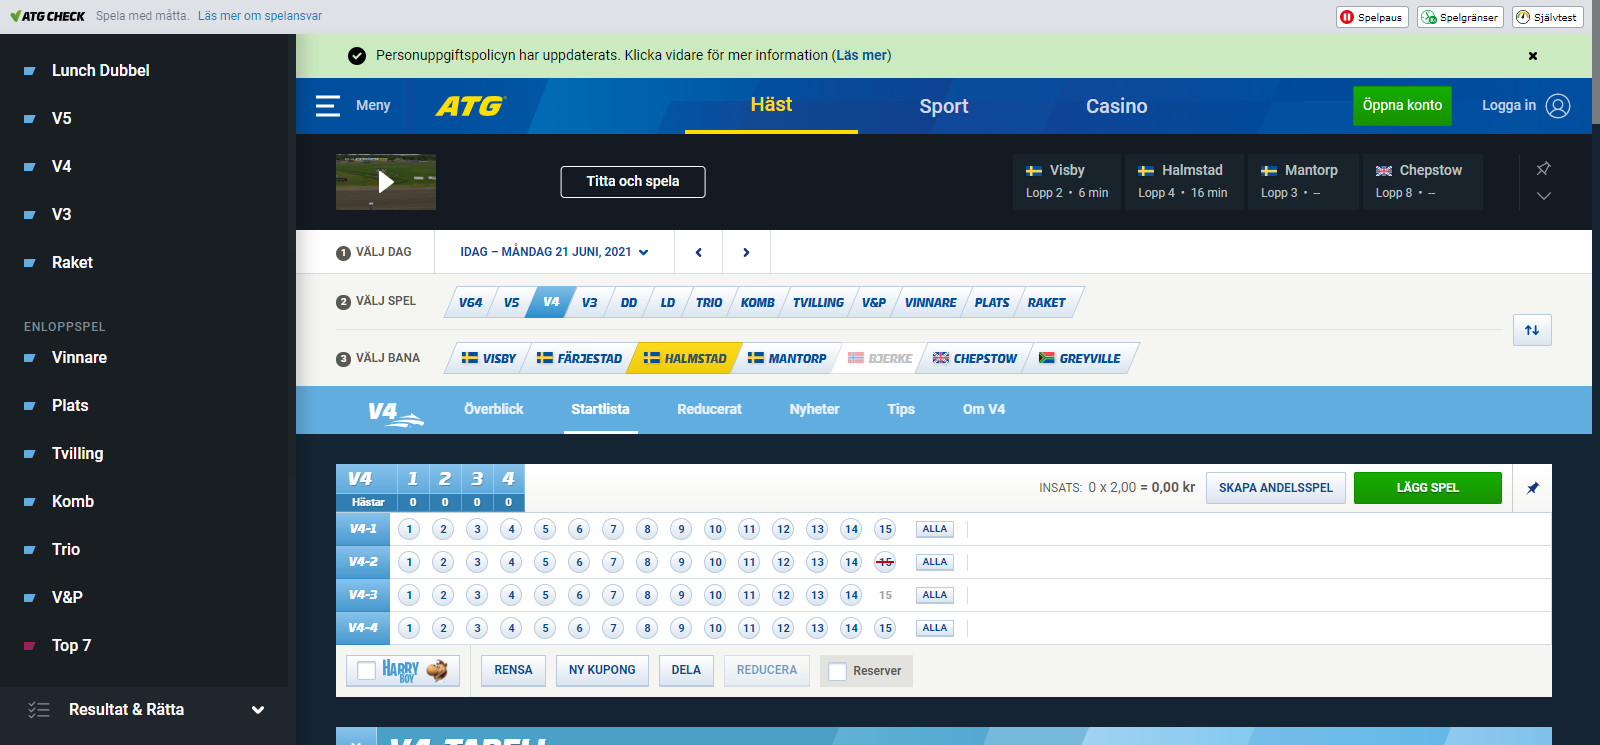 ATG CHECK Spela med måtta. Läs mer om spelansvar Spelpaus Spelgränser Självtest
Lunch Dubbel
V5
V4
V3
Raket
ENLOPPSPEL
Vinnare
Plats
Tvilling
Komb
Trio
V&P
Top 7
Resultat & Rätta
Personuppgiftspolicyn har uppdaterats. Klicka vidare för mer information (Läs mer)
Meny ATG Häst Sport Casino Öppna konto Logga in
Titta och spela
Visby Halmstad Mantorp Chepstow
Lopp 2 • 6 min Lopp 4 • 16 min Lopp 3 • -- Lopp 8 • --
1 VÄLJ DAG IDAG – MÅNDAG 21 JUNI, 2021
2 VÄLJ SPEL V64 V5 V4 V3 DD LD TRIO KOMB TVILLING V&P VINNARE PLATS RAKET
3 VÄLJ BANA VISBY FÄRJESTAD HALMSTAD MANTORP BJERKE CHEPSTOW GREYVILLE
V4 Överblick Startlista Reducerat Nyheter Tips Om V4
V4 1 2 3 4
Hästar 0 0 0 0
INSATS: 0 x 2,00 = 0,00 kr SKAPA ANDELSSPEL LÄGG SPEL
V4-1 1 2 3 4 5 6 7 8 9 10 11 12 13 14 15 ALLA
V4-2 1 2 3 4 5 6 7 8 9 10 11 12 13 14 15 ALLA
V4-3 1 2 3 4 5 6 7 8 9 10 11 12 13 14 15 ALLA
V4-4 1 2 3 4 5 6 7 8 9 10 11 12 13 14 15 ALLA
HARRY BOY RENSA NY KUPONG DELA REDUCERA Reserver
V4-TABELL